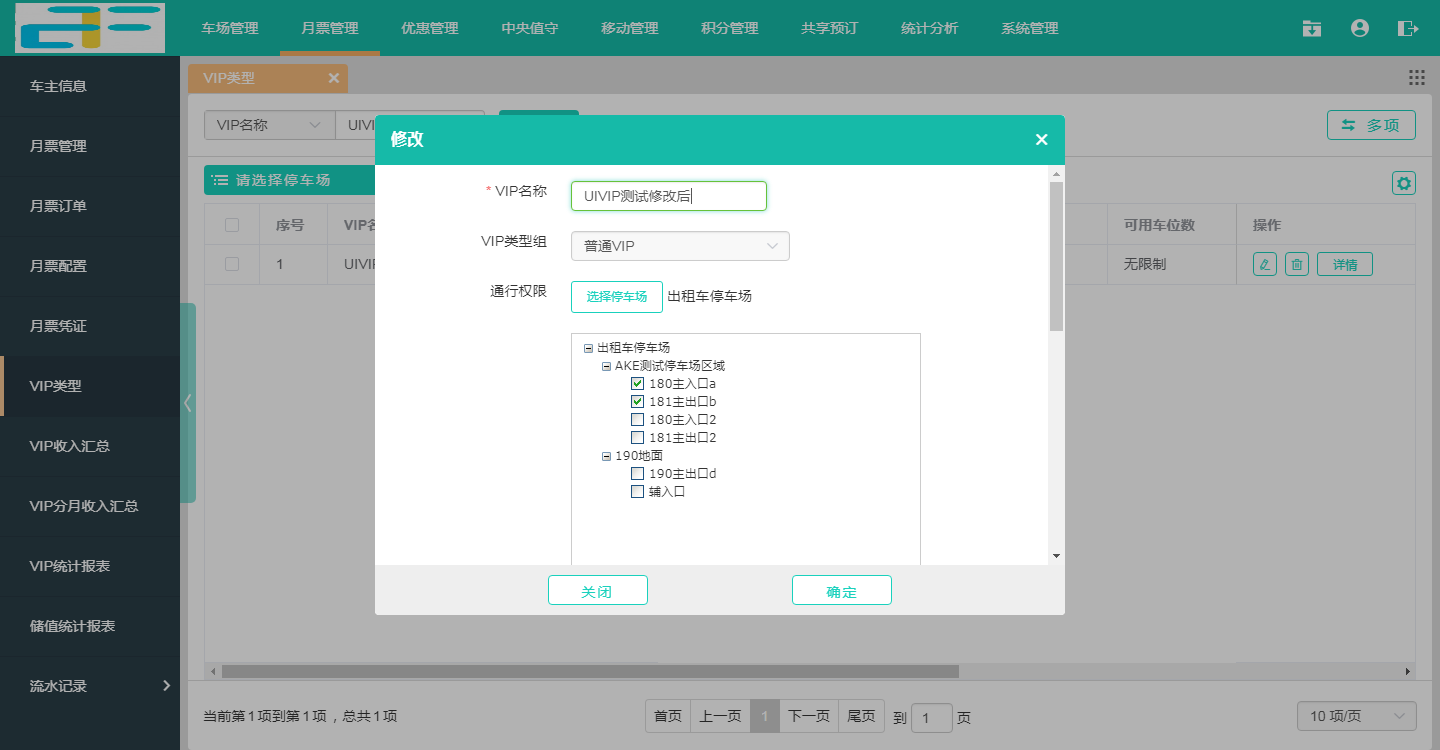 车场管理 月票管理 优惠管理 中央值守 移动管理 积分管理 共享预订 统计分析 系统管理
车主信息
月票管理
月票订单
月票配置
月票凭证
VIP类型
VIP收入汇总
VIP分月收入汇总
VIP统计报表
储值统计报表
流水记录
VIP类型
VIP名称 UIVI
多项
请选择停车场
序号 VIP名 可用车位数 操作
1 UIVI 无限制 详情
修改
* VIP名称 UIVIP测试修改后
VIP类型组 普通VIP
通行权限 选择停车场 出租车停车场
出租车停车场
AKE测试停车场区域
180主入口a
181主出口b
180主入口2
181主出口2
190地面
190主出口d
辅入口
关闭 确定
当前第1项到第1项，总共1项 首页 上一页 1 下一页 尾页 到 1 页 10 项/页